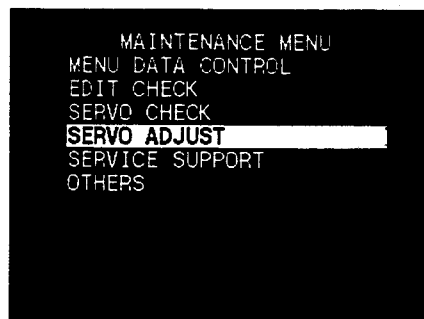 MAINTENANCE MENU
MENU DATA CONTROL
EDIT CHECK
SERVO CHECK
SERVO ADJUST
SERVICE SUPPORT
OTHERS